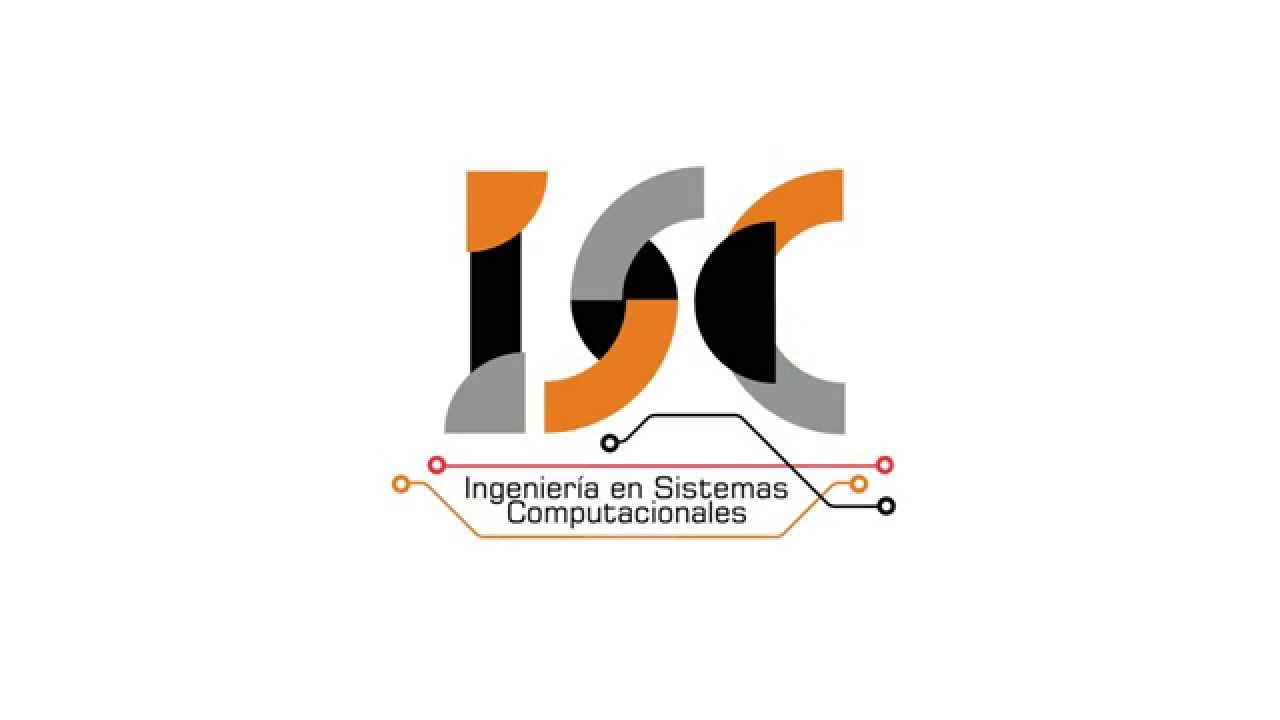 ISC
Ingeniería en Sistemas
Computacionales